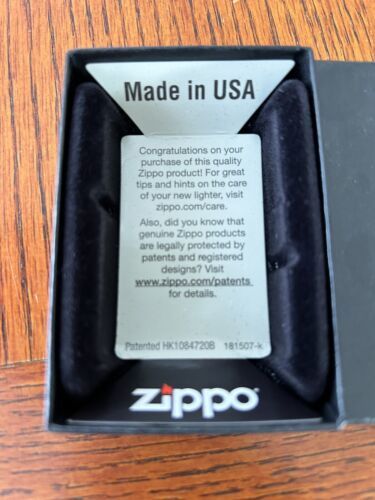 Made in USA
Congratulations on your
purchase of this quality
Zippo product! For great
tips and hints on the care
of your new lighter, visit
zippo.com/care.
Also, did you know that
genuine Zippo products
are legally protected by
patents and registered
designs? Visit
www.zippo.com/patents
for details.
Patented HK1084720B 181507-k
zippo